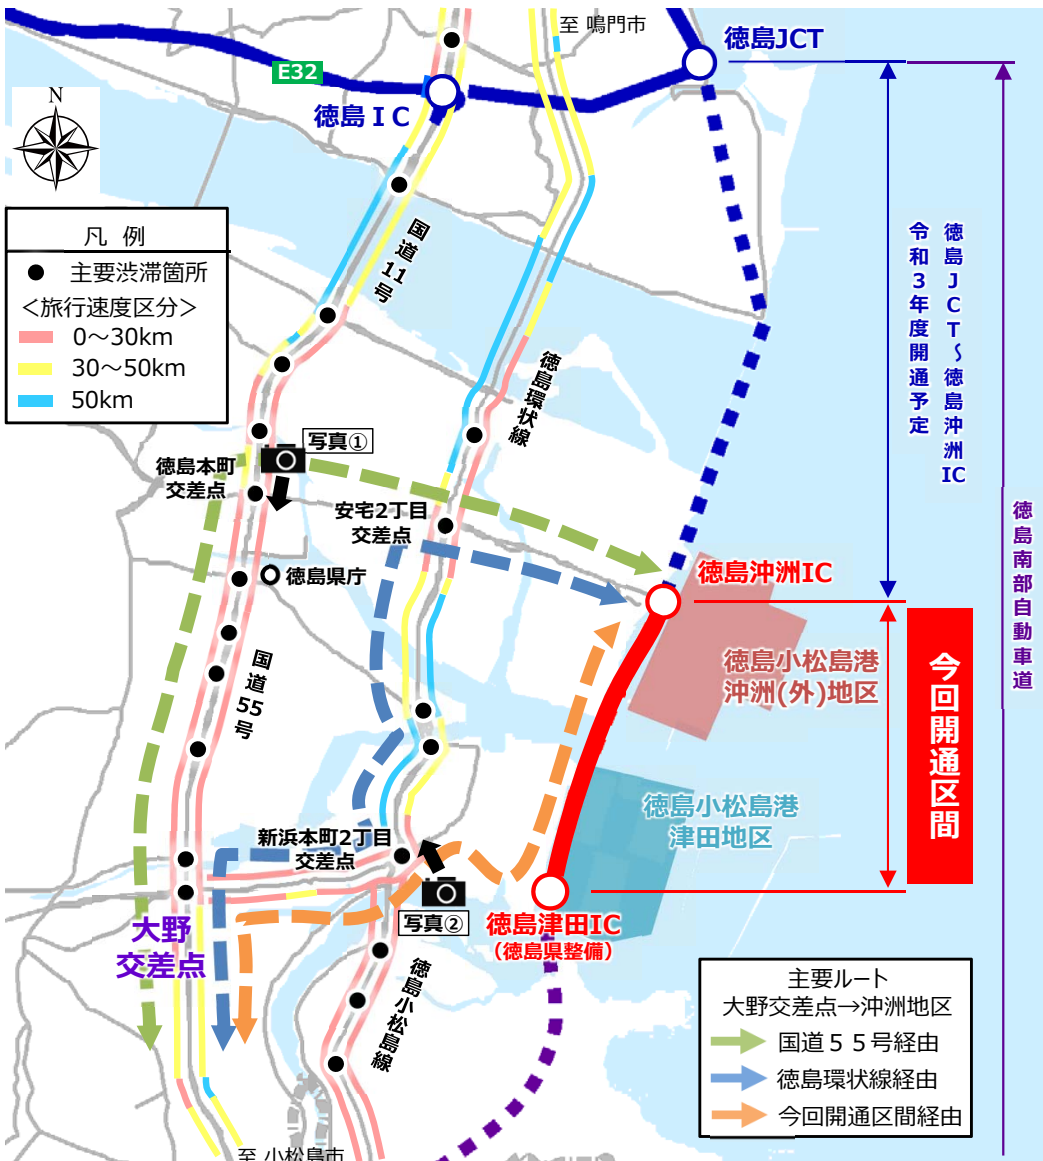 至 鳴門市
徳島JCT
E32
徳島ＩＣ
N
凡 例
主要渋滞箇所
＜旅行速度区分＞
0～30km
30～50km
50km
国道11号
徳島環状線
徳島JCT～徳島沖洲IC
令和3年度開通予定
徳島南部自動車道
写真①
徳島本町
交差点
安宅2丁目
交差点
徳島県庁
徳島沖洲IC
徳島小松島港
沖洲(外)地区
今回開通区間
国道55号
徳島小松島港
津田地区
新浜本町2丁目
交差点
写真②
大野
交差点
徳島津田IC
（徳島県整備）
徳島小松島線
主要ルート
大野交差点→沖洲地区
国道５５号経由
徳島環状線経由
今回開通区間経由
至 小松島市